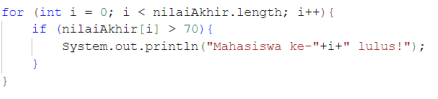 for (int i = 0; i < nilaiAkhir.length; i++){
    if (nilaiAkhir[i] > 70){
        System.out.println("Mahasiswa ke-"+i+" lulus!");
    }
}